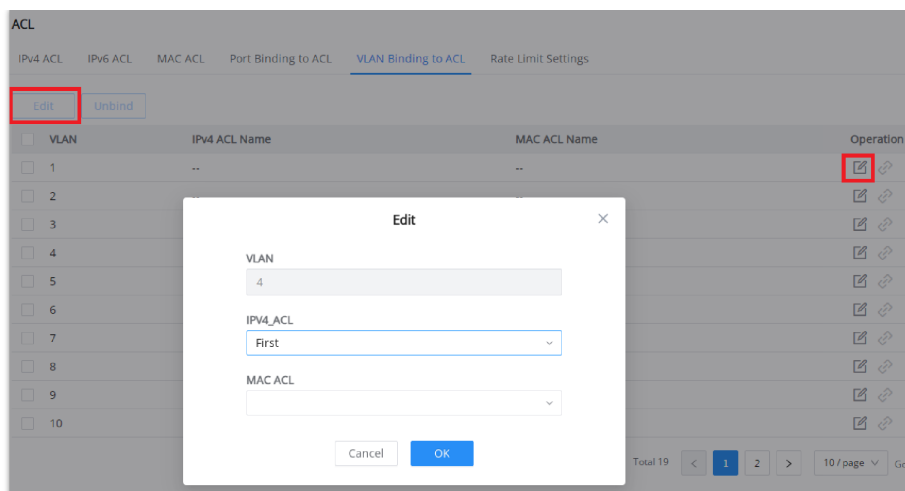 ACL
IPv4 ACL IPv6 ACL MAC ACL Port Binding to ACL VLAN Binding to ACL Rate Limit Settings
Edit Unbind
VLAN IPv4 ACL Name MAC ACL Name Operation
1 -- --
2 -- --
3
4
5
6
7
8
9
10
Edit
VLAN
4
IPV4_ACL
First
MAC ACL
Cancel OK
Total 19 < 1 2 > 10 / page Go